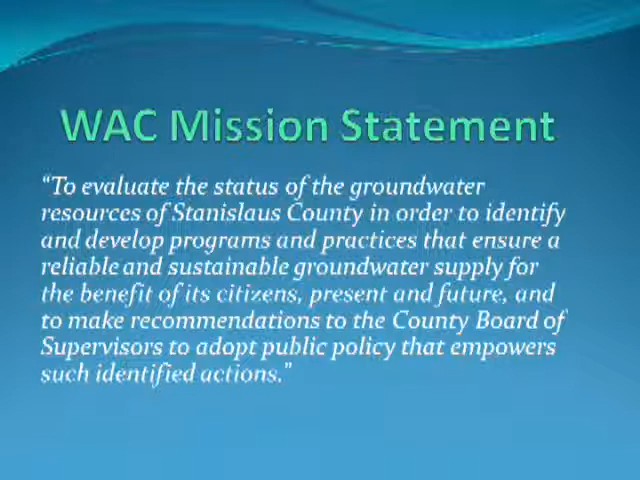 WAC Mission Statement
“To evaluate the status of the groundwater
resources of Stanislaus County in order to identify
and develop programs and practices that ensure a
reliable and sustainable groundwater supply for
the benefit of its citizens, present and future, and
to make recommendations to the County Board of
Supervisors to adopt public policy that empowers
such identified actions.”